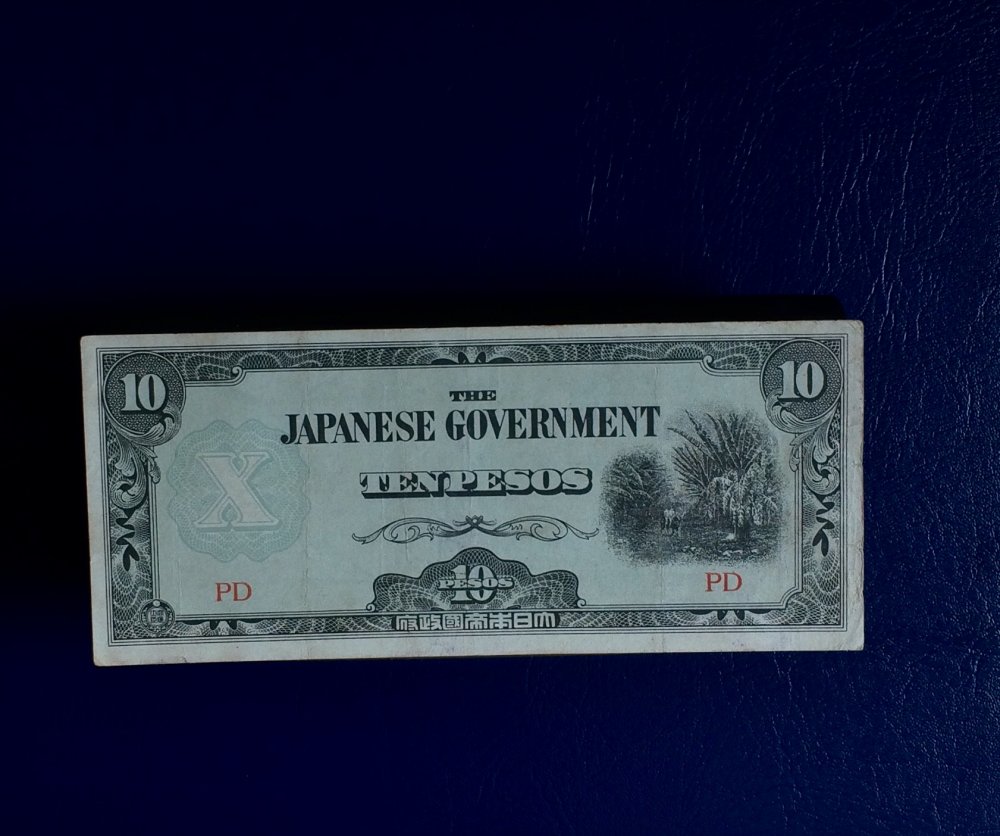 10 10
THE
JAPANESE GOVERNMENT
TEN PESOS
X
PD PD
10
PESOS
府政國帝本日大